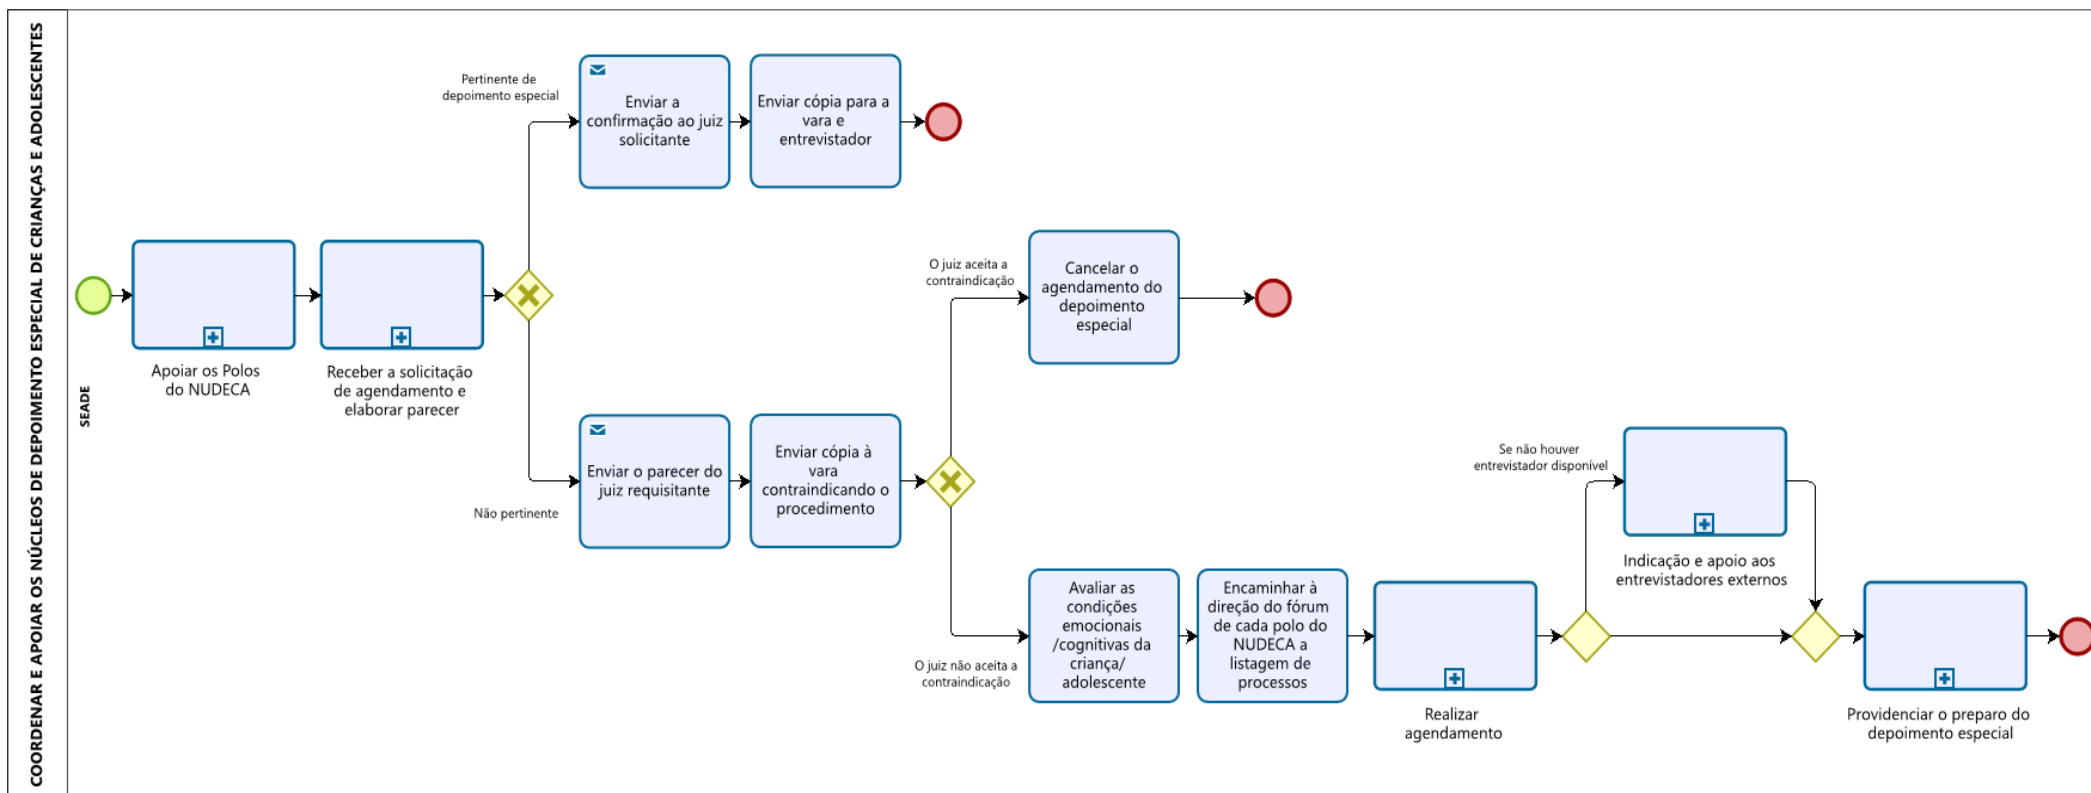 COORDENAR E APOIAR OS NÚCLEOS DE DEPOIMENTO ESPECIAL DE CRIANÇAS E ADOLESCENTES
SEADE
Apoiar os Polos
do NUDECA
Receber a solicitação
de agendamento e
elaborar parecer
Pertinente de
depoimento especial
Enviar a
confirmação ao juiz
solicitante
Enviar cópia para a
vara e
entrevistador
Não pertinente
Enviar o parecer do
juiz requisitante
Enviar cópia à
vara
contraindicando o
procedimento
O juiz aceita a
contraindicação
Cancelar o
agendamento do
depoimento
especial
O juiz não aceita a
contraindicação
Avaliar as
condições
emocionais
/cognitivas da
criança/
adolescente
Encaminhar à
direção do fórum
de cada polo do
NUDECA a
listagem de
processos
Realizar
agendamento
Se não houver
entrevistador disponível
Indicação e apoio aos
entrevistadores externos
Providenciar o preparo do
depoimento especial